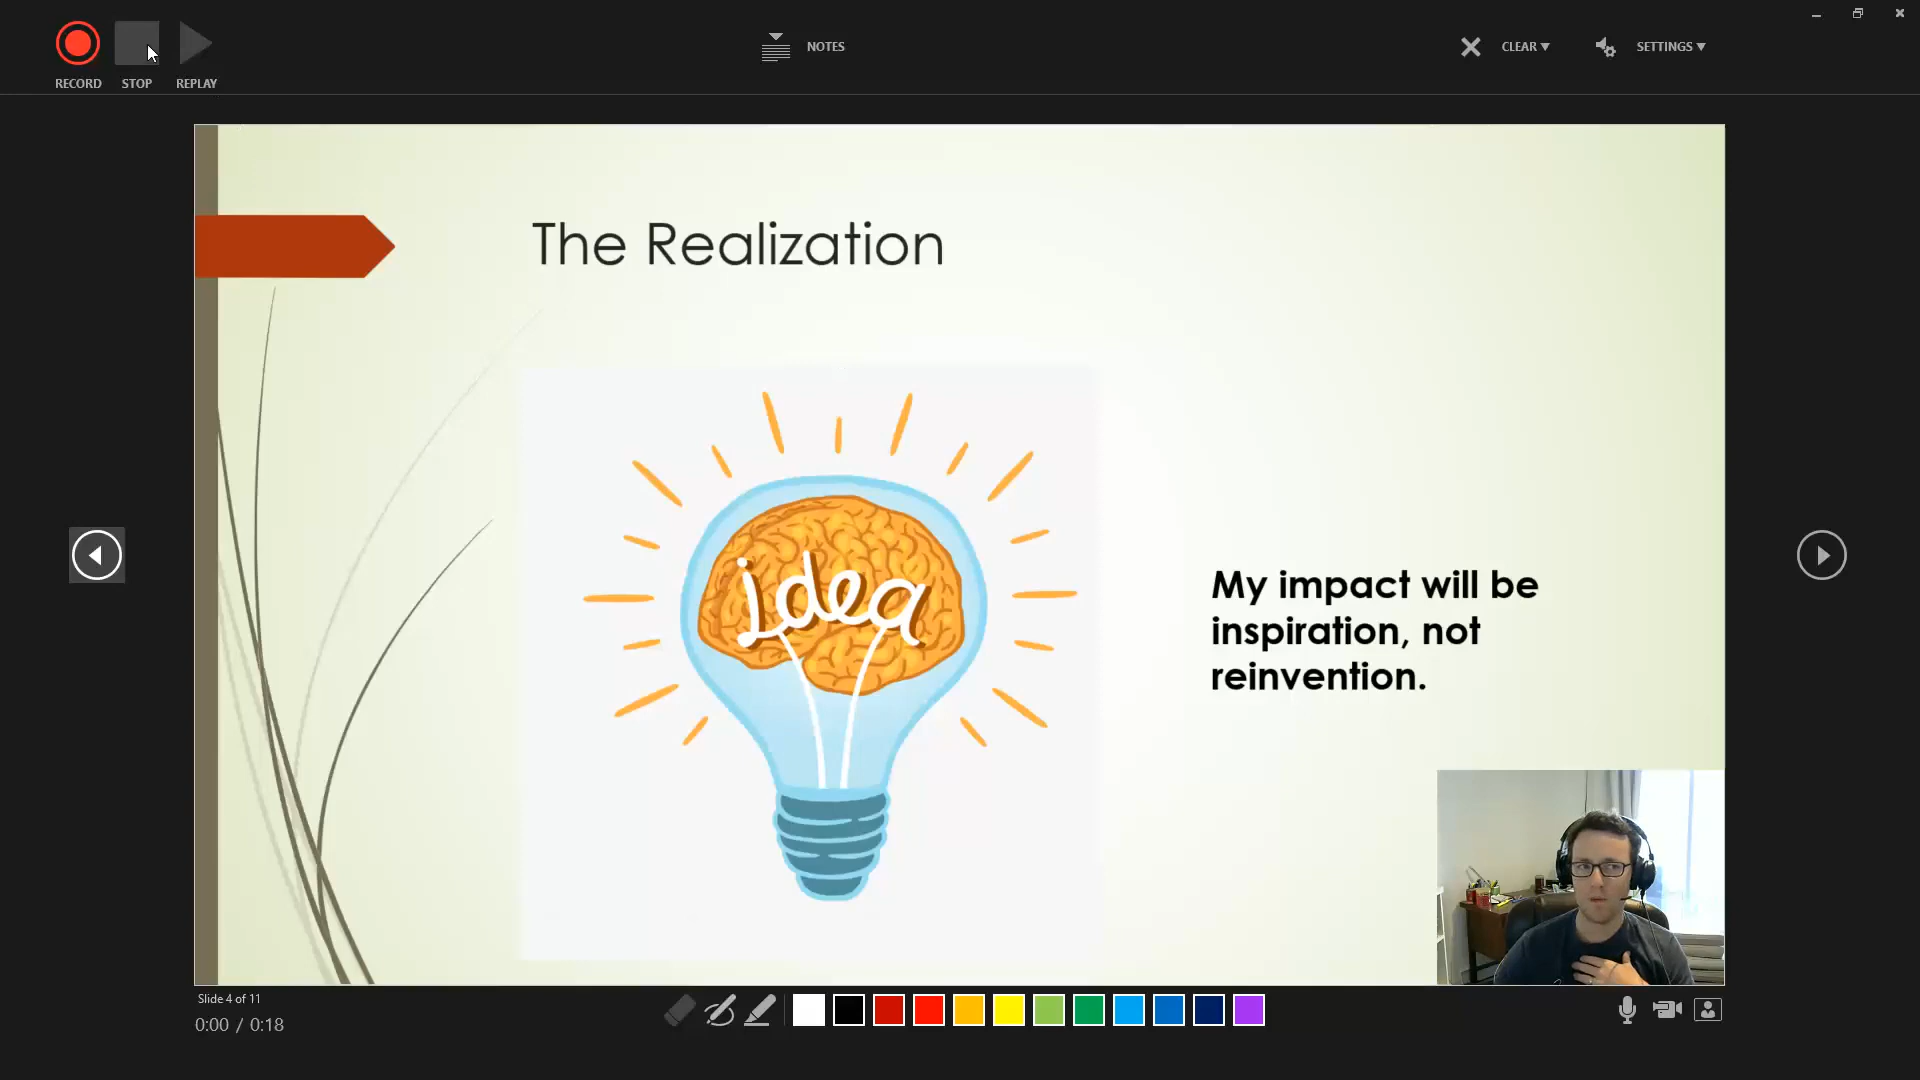 RECORD
STOP
REPLAY
NOTES
CLEAR
SETTINGS
The Realization
idea
My impact will be
inspiration, not
reinvention.
Slide 4 of 11
0:00 / 0:18